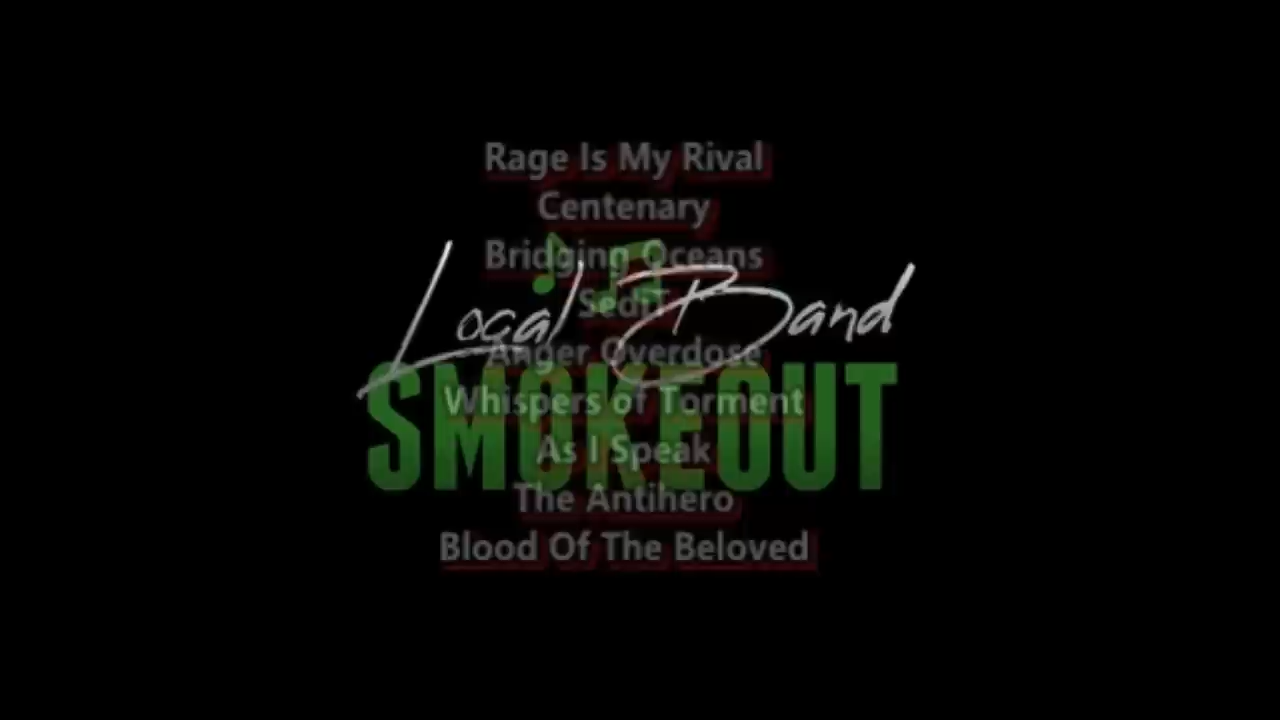 Rage Is My Rival
Centenary
Bridging Oceans
SediT
Anger Overdose
Whispers of Torment
As I Speak
The Antihero
Blood Of The Beloved
Local Band
SMOKEOUT